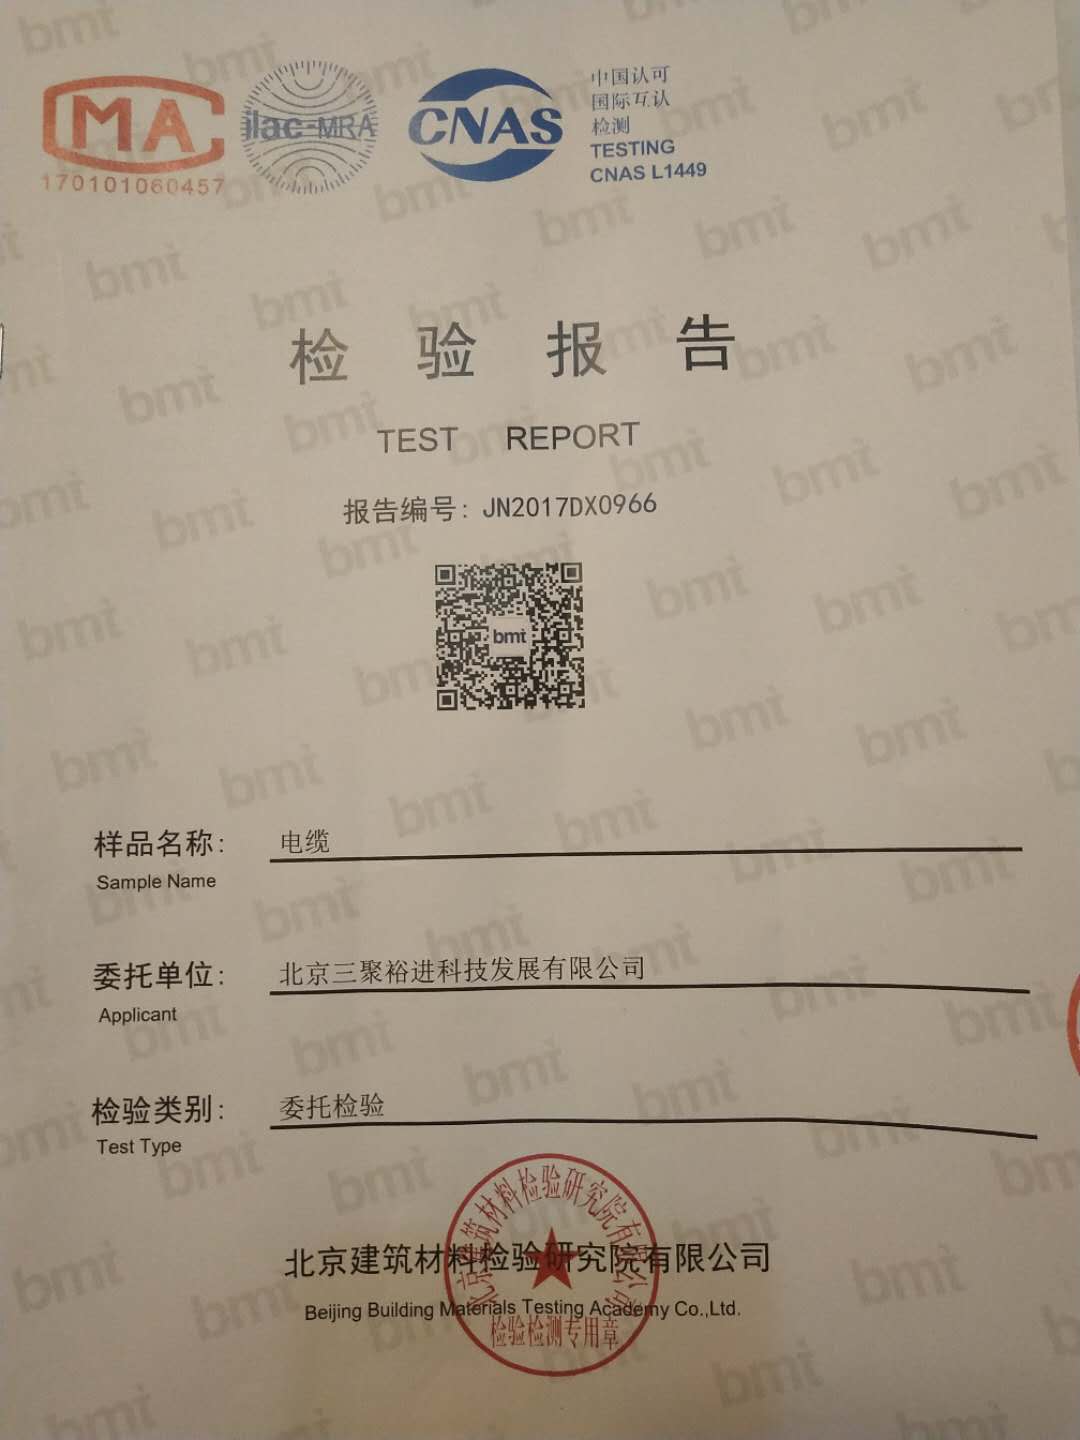 MA
170101060457
ilac-MRA
CNAS
中国认可
国际互认
检测
TESTING
CNAS L1449
检 验 报 告
TEST REPORT
报告编号：JN2017DX0966
bmt
样品名称： 电缆
Sample Name
委托单位： 北京三聚裕进科技发展有限公司
Applicant
检验类别： 委托检验
Test Type
北京建筑材料检验研究院有限公司
北京建筑材料检验研究院有限公司
Beijing Building Materials Testing Academy Co.,Ltd.
检验检测专用章